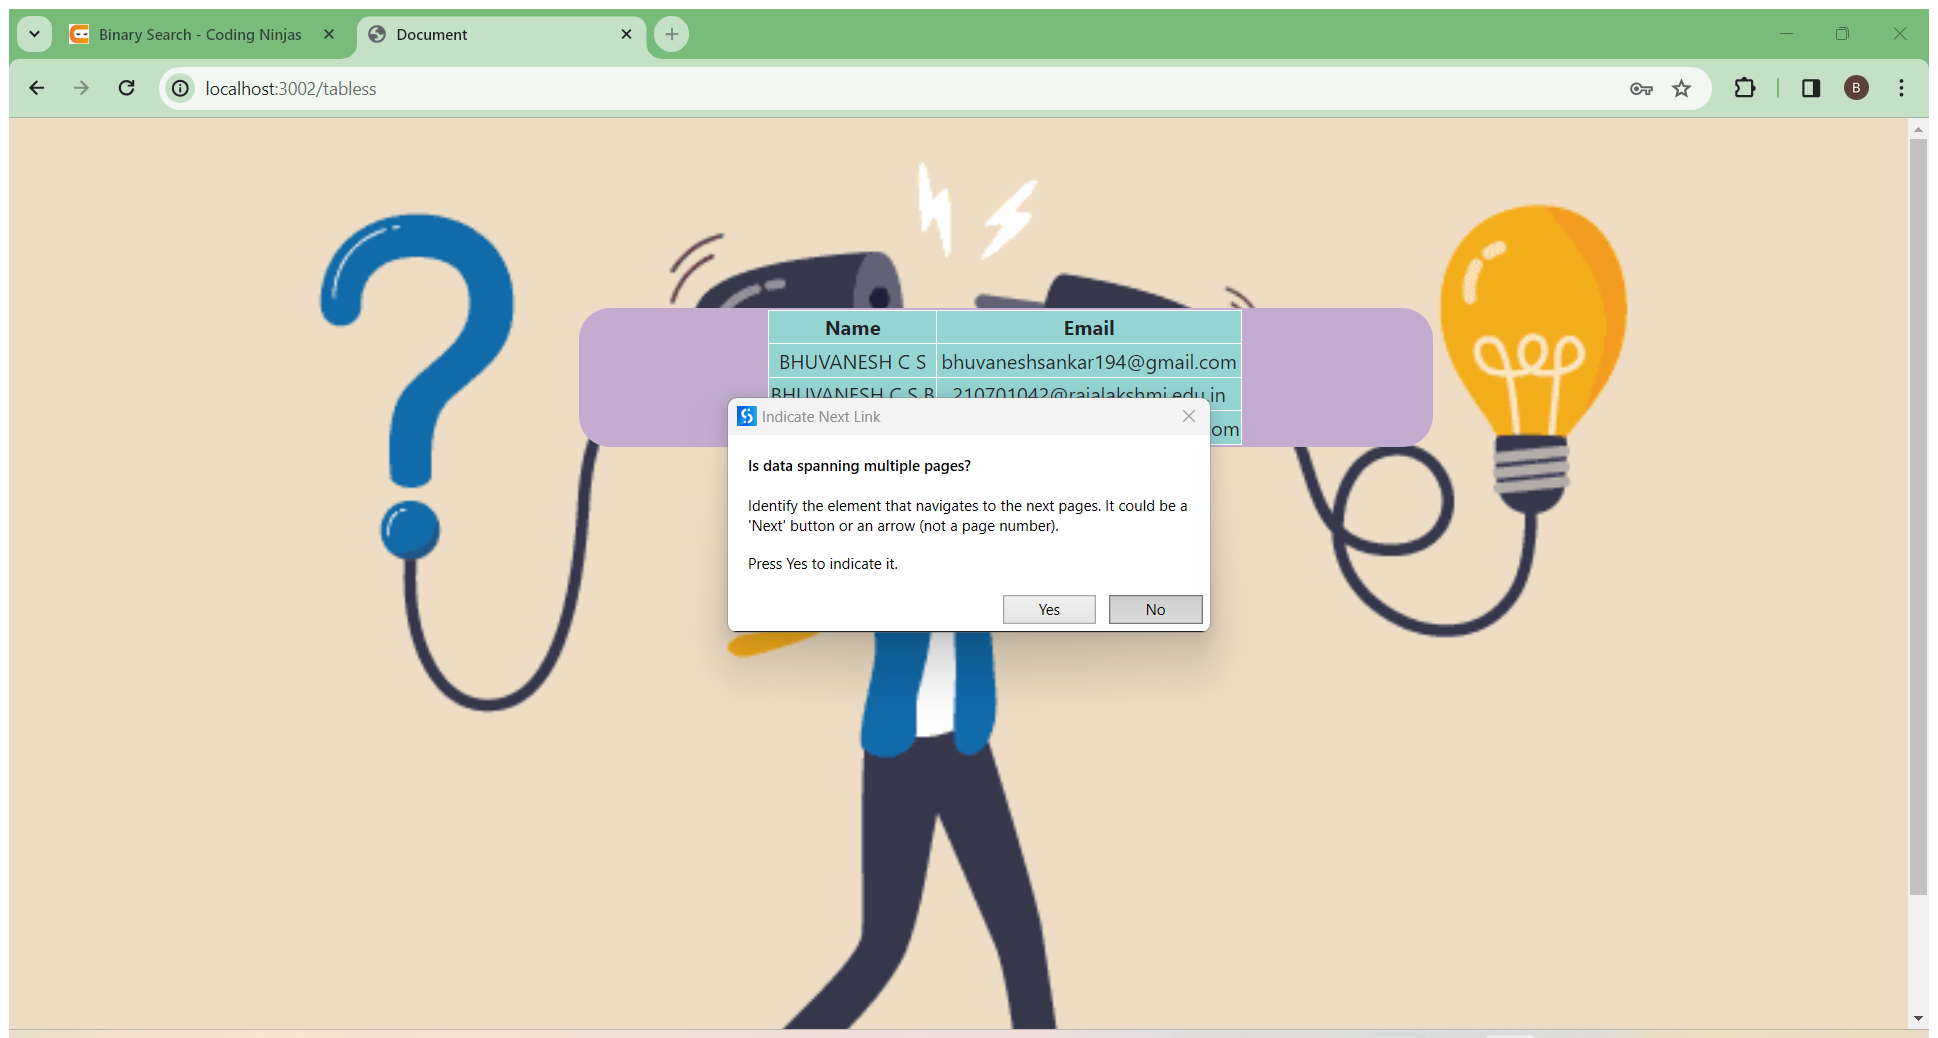 Binary Search - Coding Ninjas
Document
localhost:3002/tabless
B
Name Email
BHUVANESH C S bhuvaneshsankar194@gmail.com
BHUVANESH C S B 210701042@rajalakshmi.edu.in
om
Indicate Next Link
Is data spanning multiple pages?
Identify the element that navigates to the next pages. It could be a
'Next' button or an arrow (not a page number).
Press Yes to indicate it.
Yes No